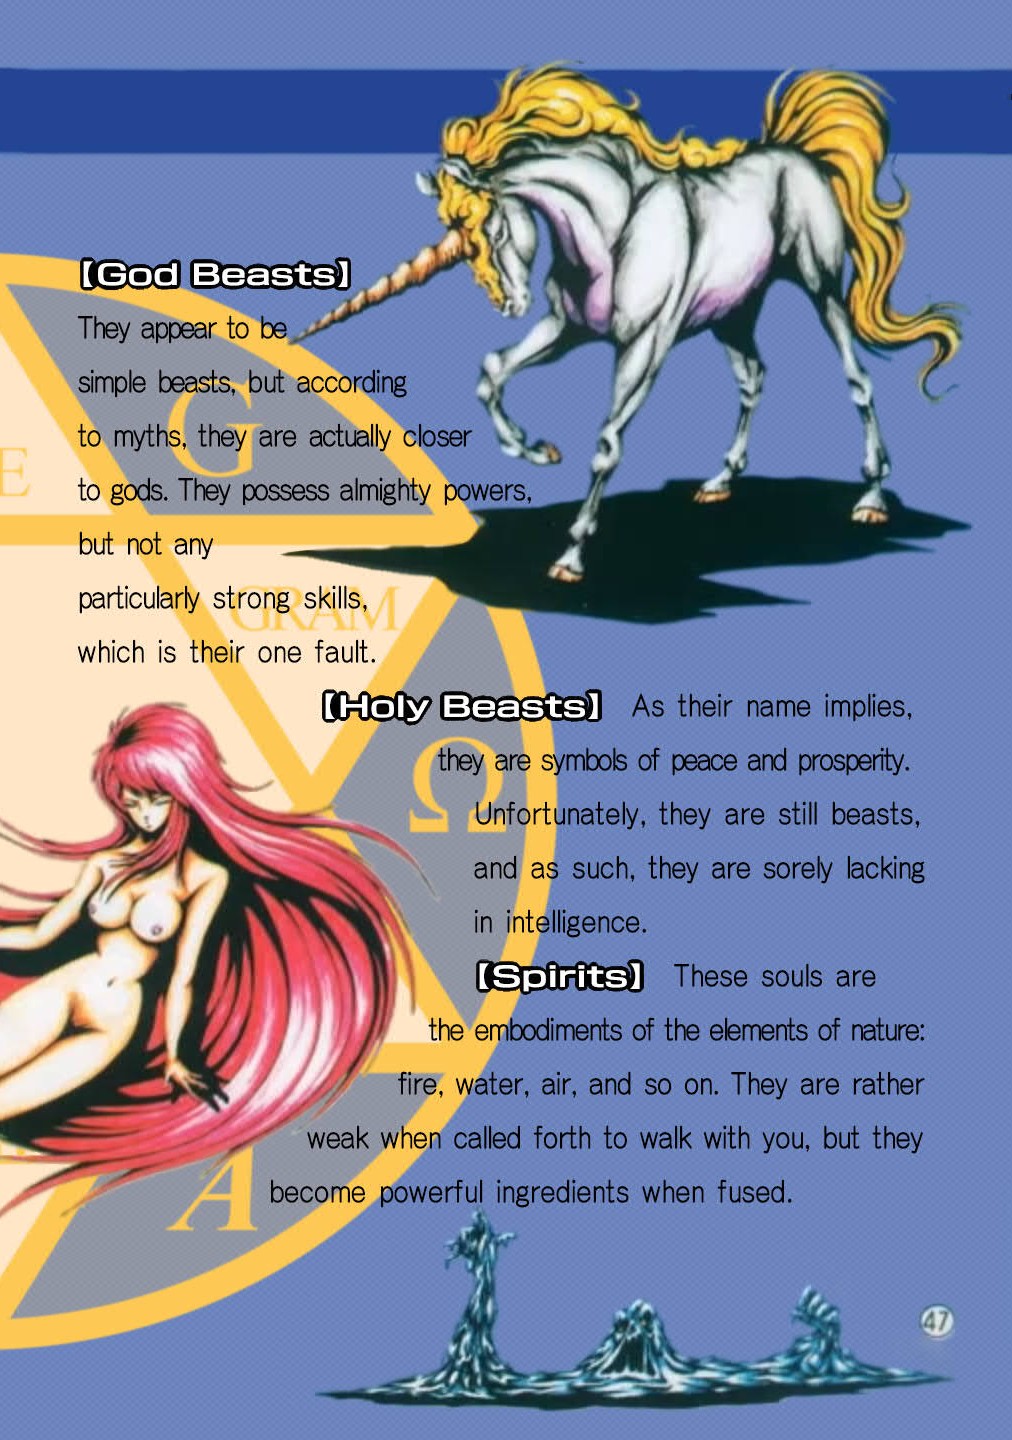 【God Beasts】
They appear to be
simple beasts, but according
to myths, they are actually closer
to gods. They possess almighty powers,
but not any
particularly strong skills,
which is their one fault.
【Holy Beasts】 As their name implies,
they are symbols of peace and prosperity.
Unfortunately, they are still beasts,
and as such, they are sorely lacking
in intelligence.
【Spirits】 These souls are
the embodiments of the elements of nature:
fire, water, air, and so on. They are rather
weak when called forth to walk with you, but they
become powerful ingredients when fused.
E
G
GRAM
Ω
A
47